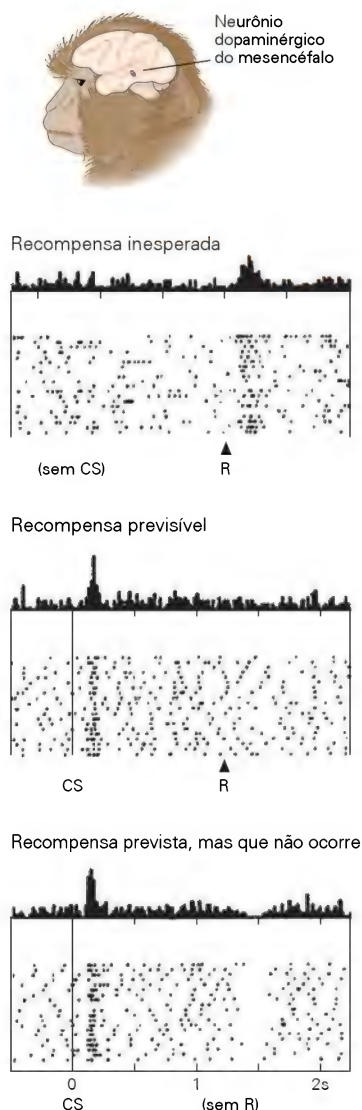 Neurônio
dopaminérgico
do mesencéfalo
Recompensa inesperada
(sem CS) R
Recompensa previsível
CS R
Recompensa prevista, mas que não ocorre
0 1 2s
CS (sem R)